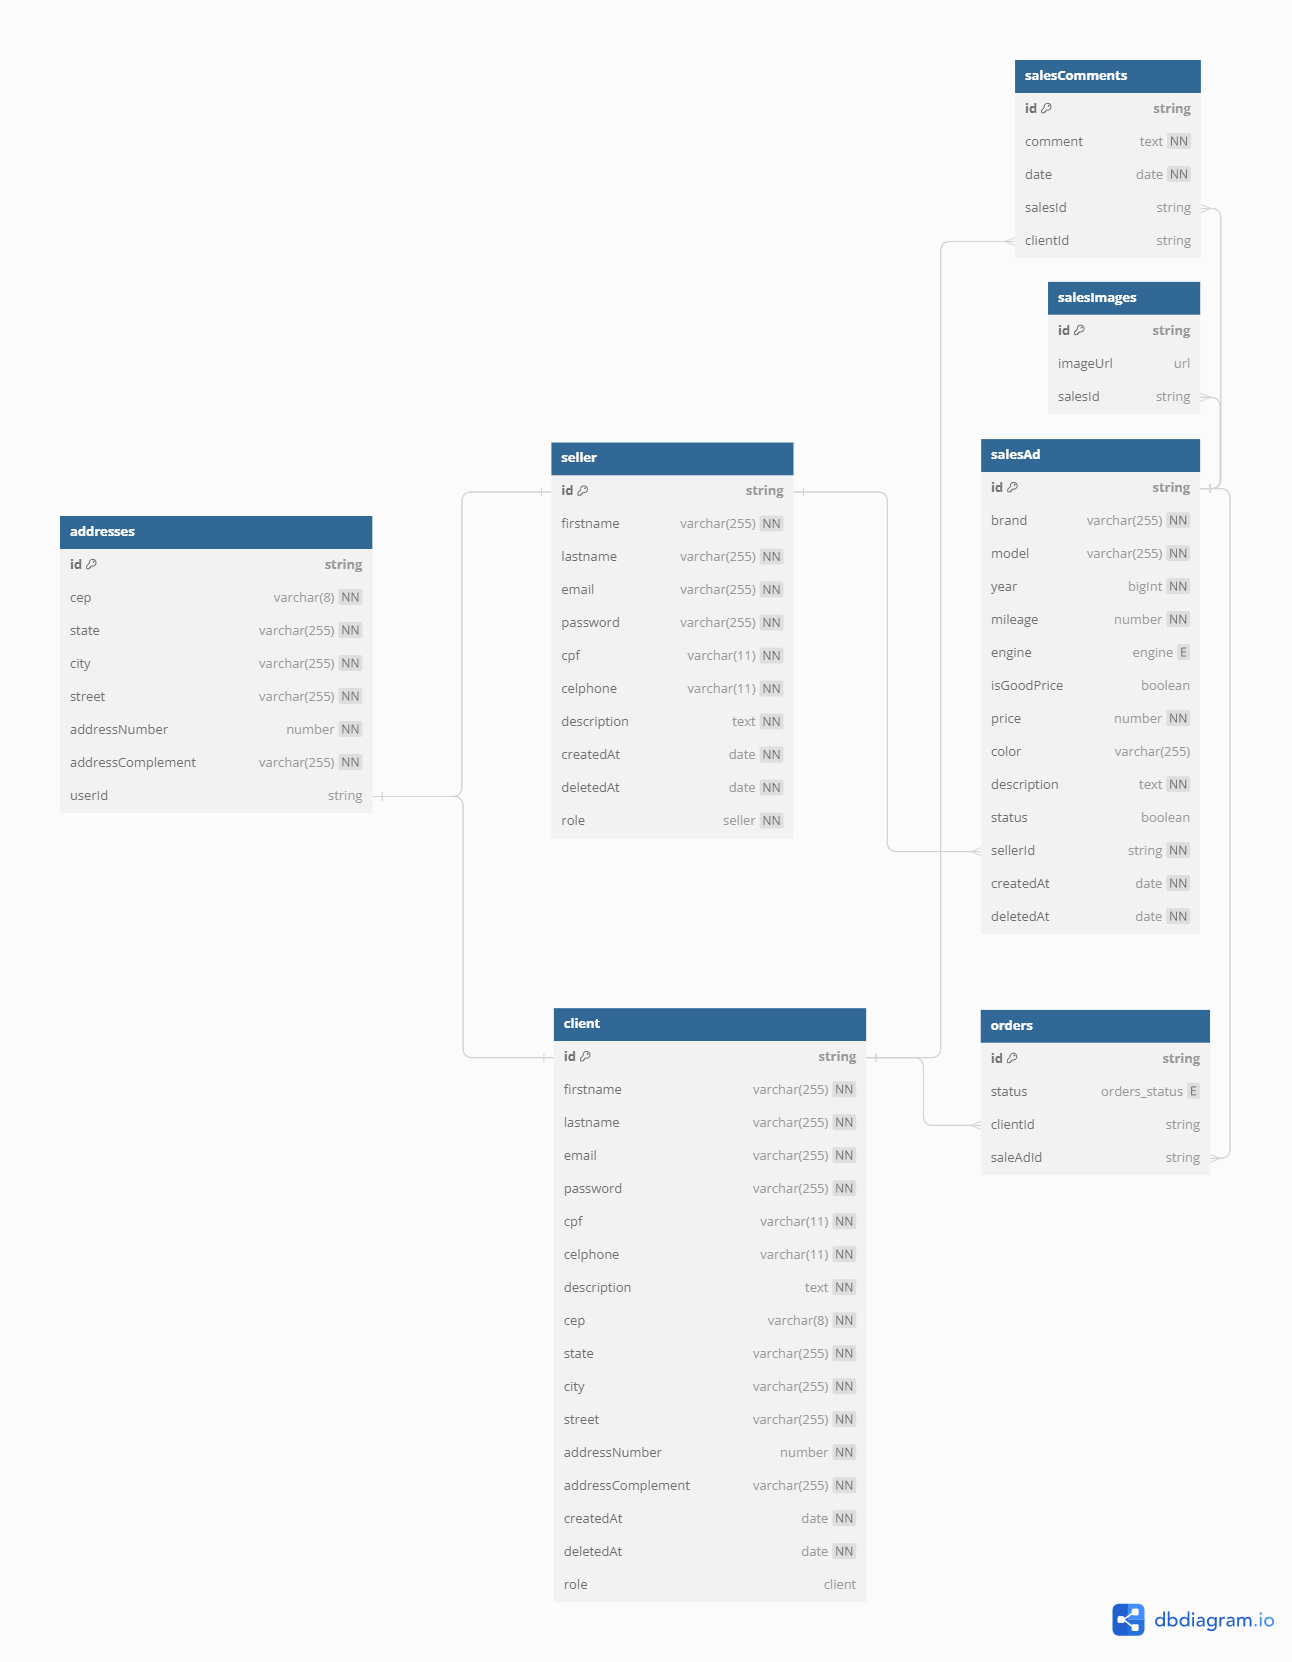 salesComments
id string
comment text NN
date date NN
salesId string
clientId string
salesImages
id string
imageUrl url
salesId string
seller
id string
firstname varchar(255) NN
lastname varchar(255) NN
email varchar(255) NN
password varchar(255) NN
cpf varchar(11) NN
celphone varchar(11) NN
description text NN
createdAt date NN
deletedAt date NN
role seller NN
salesAd
id string
brand varchar(255) NN
model varchar(255) NN
year bigInt NN
mileage number NN
engine engine E
isGoodPrice boolean
price number NN
color varchar(255)
description text NN
status boolean
sellerId string NN
createdAt date NN
deletedAt date NN
addresses
id string
cep varchar(8) NN
state varchar(255) NN
city varchar(255) NN
street varchar(255) NN
addressNumber number NN
addressComplement varchar(255) NN
userId string
client
id string
firstname varchar(255) NN
lastname varchar(255) NN
email varchar(255) NN
password varchar(255) NN
cpf varchar(11) NN
celphone varchar(11) NN
description text NN
cep varchar(8) NN
state varchar(255) NN
city varchar(255) NN
street varchar(255) NN
addressNumber number NN
addressComplement varchar(255) NN
createdAt date NN
deletedAt date NN
role client
orders
id string
status orders_status E
clientId string
saleAdId string
dbdiagram.io